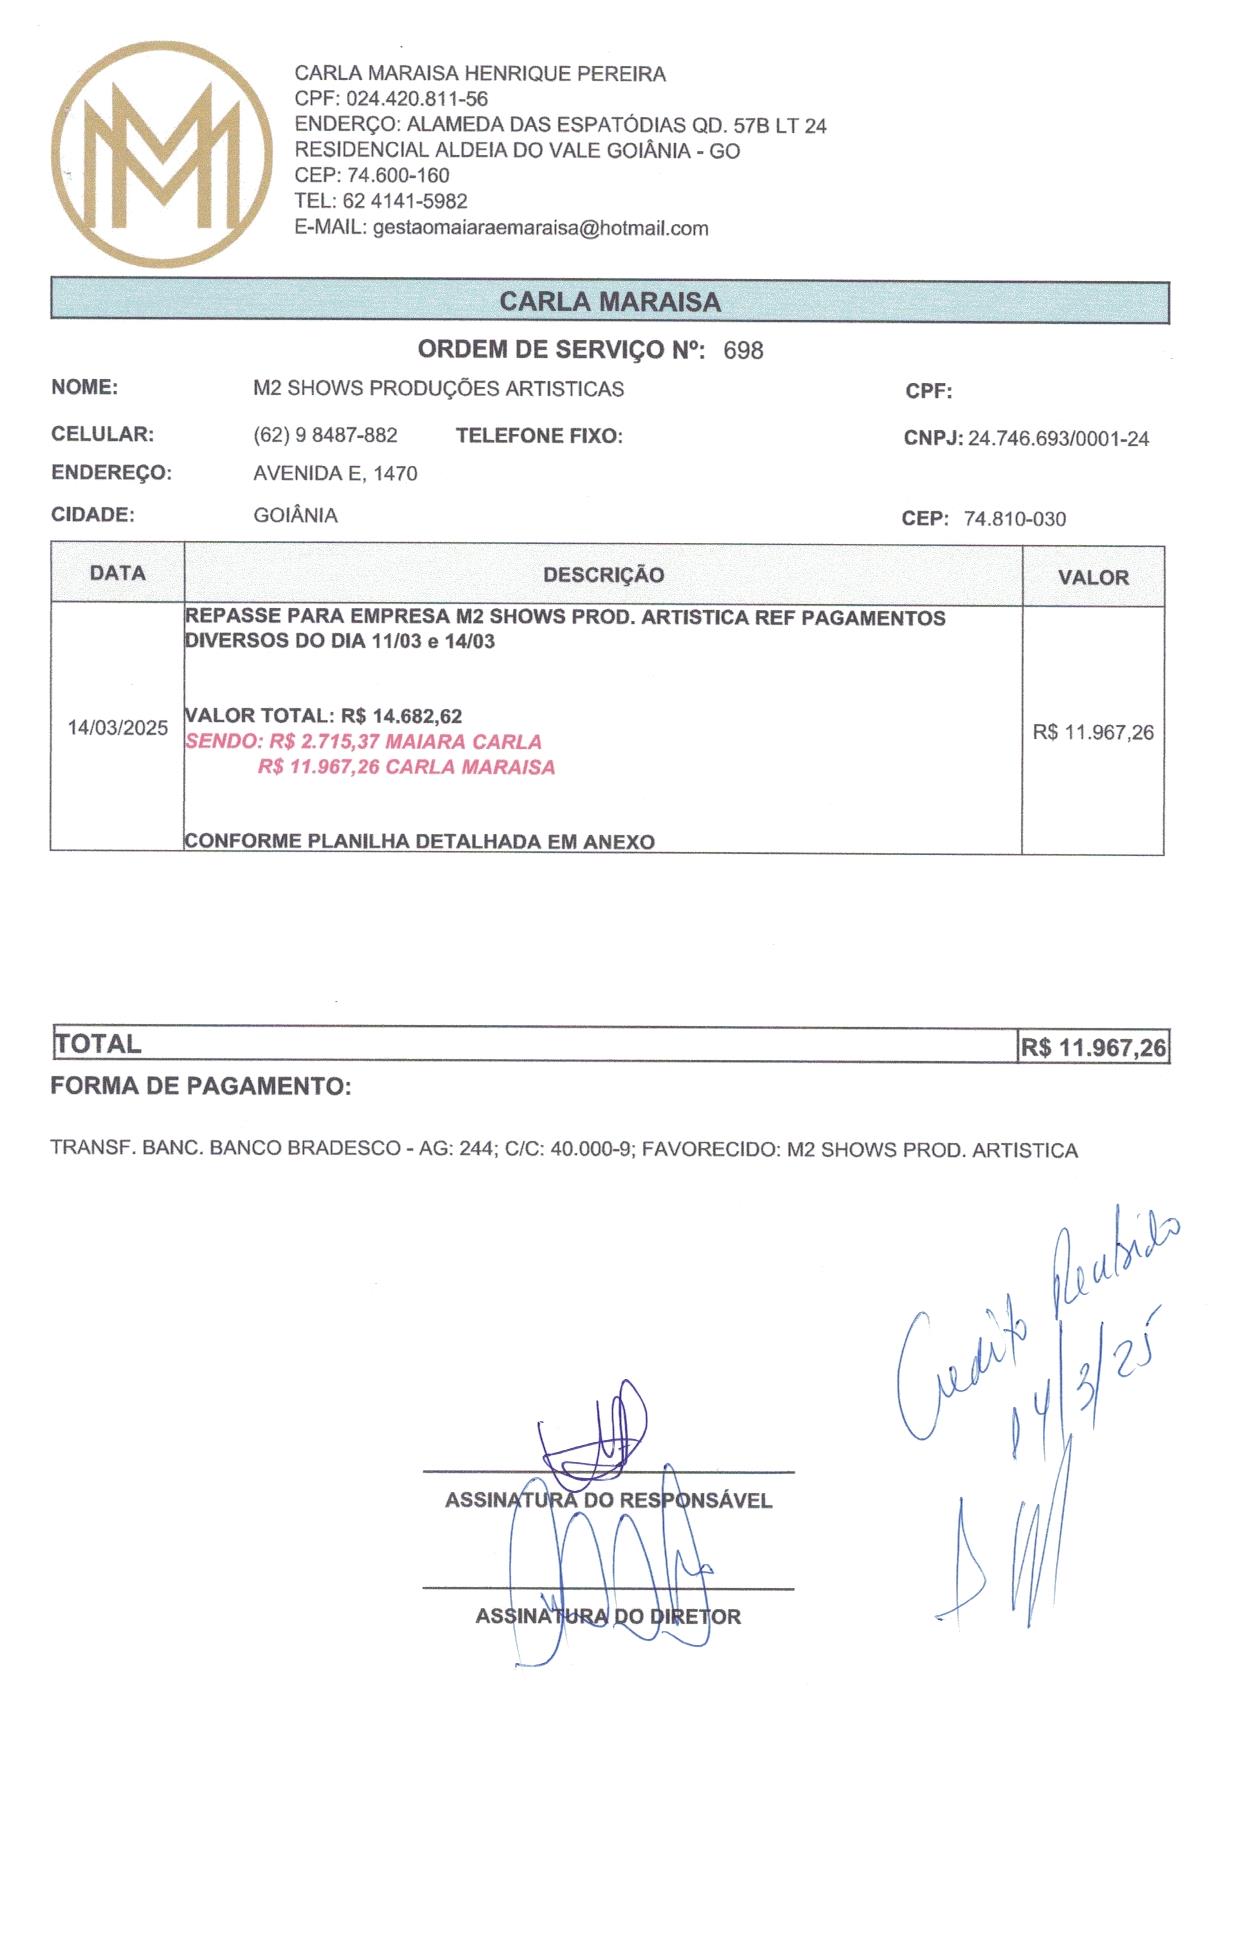 MM
CARLA MARAISA HENRIQUE PEREIRA
CPF: 024.420.811-56
ENDERÇO: ALAMEDA DAS ESPATÓDIAS QD. 57B LT 24
RESIDENCIAL ALDEIA DO VALE GOIÂNIA - GO
CEP: 74.600-160
TEL: 62 4141-5982
E-MAIL: gestaomaiaraemaraisa@hotmail.com
CARLA MARAISA
ORDEM DE SERVIÇO Nº: 698
NOME: M2 SHOWS PRODUÇÕES ARTISTICAS CPF:
CELULAR: (62) 9 8487-882 TELEFONE FIXO: CNPJ: 24.746.693/0001-24
ENDEREÇO: AVENIDA E, 1470
CIDADE: GOIÂNIA CEP: 74.810-030
DATA DESCRIÇÃO VALOR
REPASSE PARA EMPRESA M2 SHOWS PROD. ARTISTICA REF PAGAMENTOS
DIVERSOS DO DIA 11/03 e 14/03
VALOR TOTAL: R$ 14.682,62
14/03/2025 SENDO: R$ 2.715,37 MAIARA CARLA R$ 11.967,26
R$ 11.967,26 CARLA MARAISA
CONFORME PLANILHA DETALHADA EM ANEXO
TOTAL R$ 11.967,26
FORMA DE PAGAMENTO:
TRANSF. BANC. BANCO BRADESCO - AG: 244; C/C: 40.000-9; FAVORECIDO: M2 SHOWS PROD. ARTISTICA
Credito Recebido
14/3/25
ASSINATURA DO RESPONSÁVEL
ASSINATURA DO DIRETOR